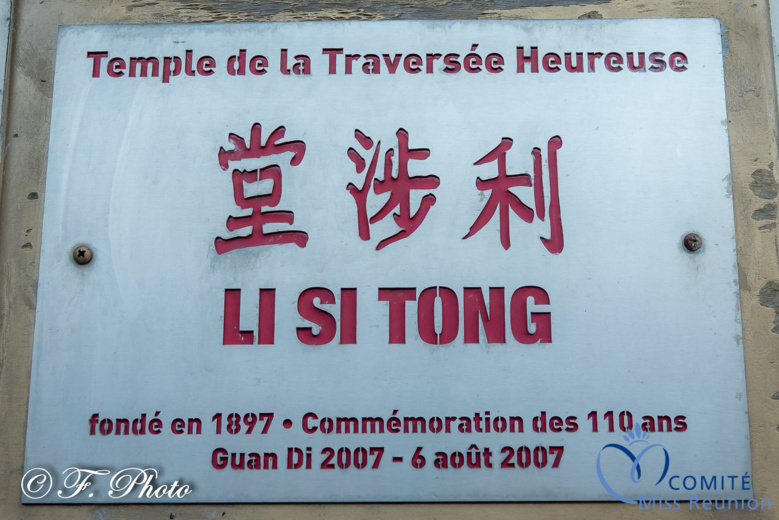 Temple de la Traversée Heureuse
堂涉利
LI SI TONG
fondé en 1897 • Commémoration des 110 ans
Guan Di 2007 - 6 août 2007
© F. Photo
COMITÉ
Miss Réunion